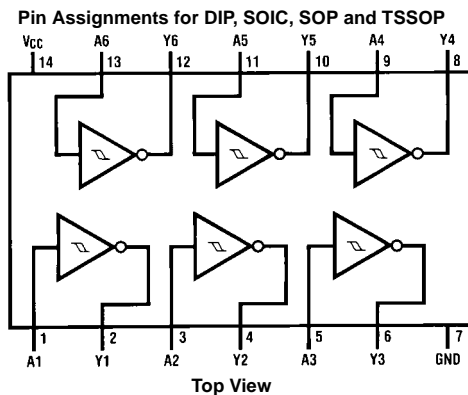 Pin Assignments for DIP, SOIC, SOP and TSSOP
VCC A6 Y6 A5 Y5 A4 Y4
14 13 12 11 10 9 8
1 2 3 4 5 6 7
A1 Y1 A2 Y2 A3 Y3 GND
Top View